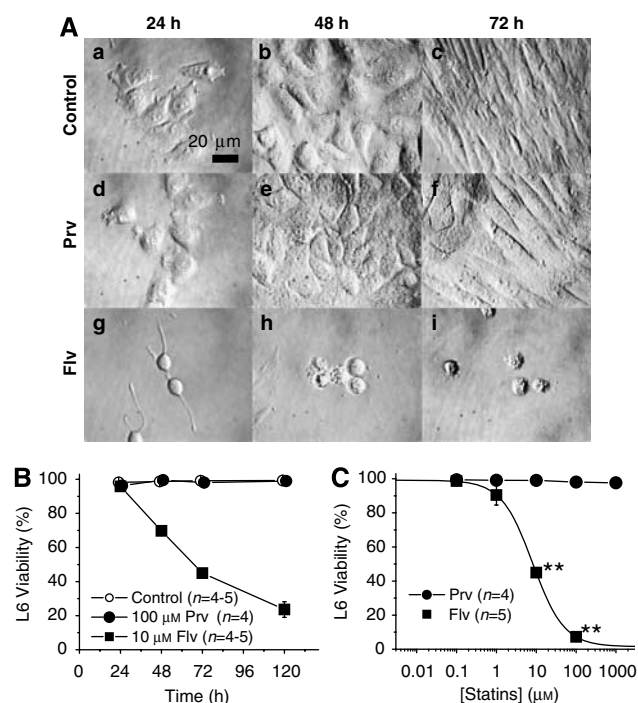 A
24 h 48 h 72 h
Control
a b c
20 μm
Prv
d e f
Flv
g h i
B
L6 Viability (%)
100
80
60
40
20
0
Control (n=4-5)
100 μM Prv (n=4)
10 μM Flv (n=4-5)
24 48 72 96 120
Time (h)
C
L6 Viability (%)
100
80
60
40
20
0
**
**
Prv (n=4)
Flv (n=5)
0.01 0.1 1 10 100 1000
[Statins] (μM)